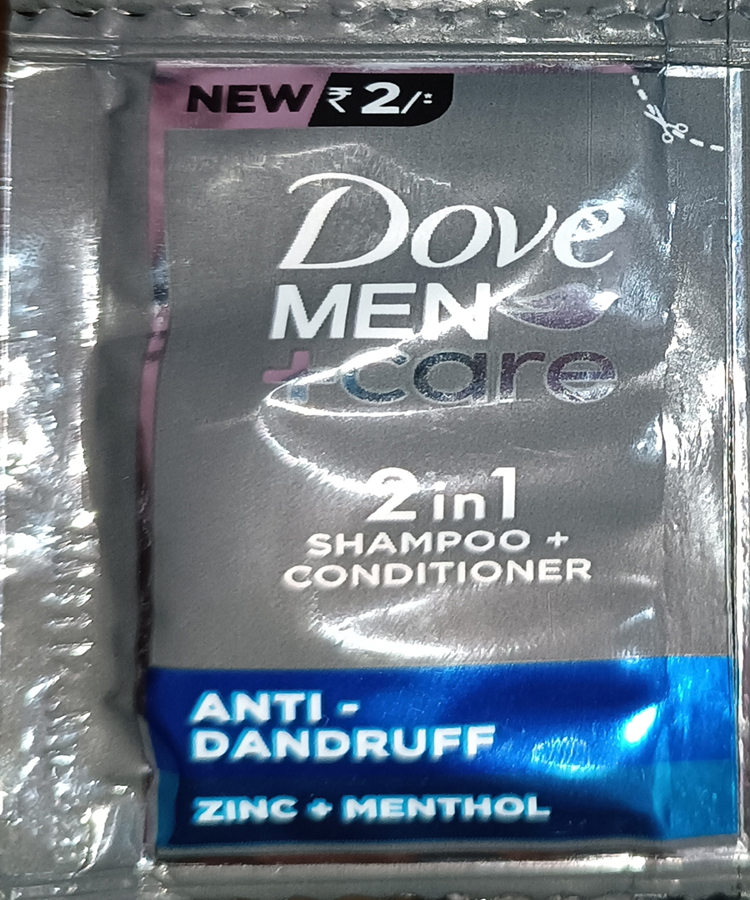 NEW ₹ 2/-*
Dove
MEN
+care
2 in 1
SHAMPOO +
CONDITIONER
ANTI -
DANDRUFF
ZINC + MENTHOL